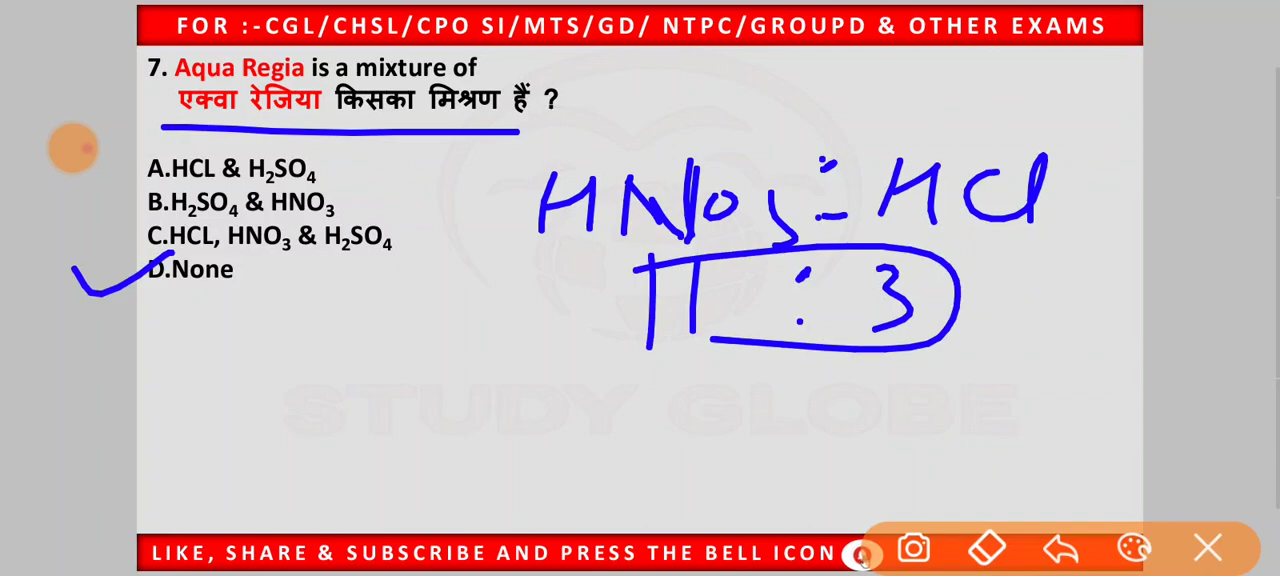 FOR :-CGL/CHSL/CPO SI/MTS/GD/ NTPC/GROUPD & OTHER EXAMS
7. Aqua Regia is a mixture of
एक्वा रेजिया किसका मिश्रण हैं ?
A.HCL & H₂SO₄
B.H₂SO₄ & HNO₃
C.HCL, HNO₃ & H₂SO₄
D.None
HNO₃ : HCl
1 : 3
STUDY GLOBE
LIKE, SHARE & SUBSCRIBE AND PRESS THE BELL ICON